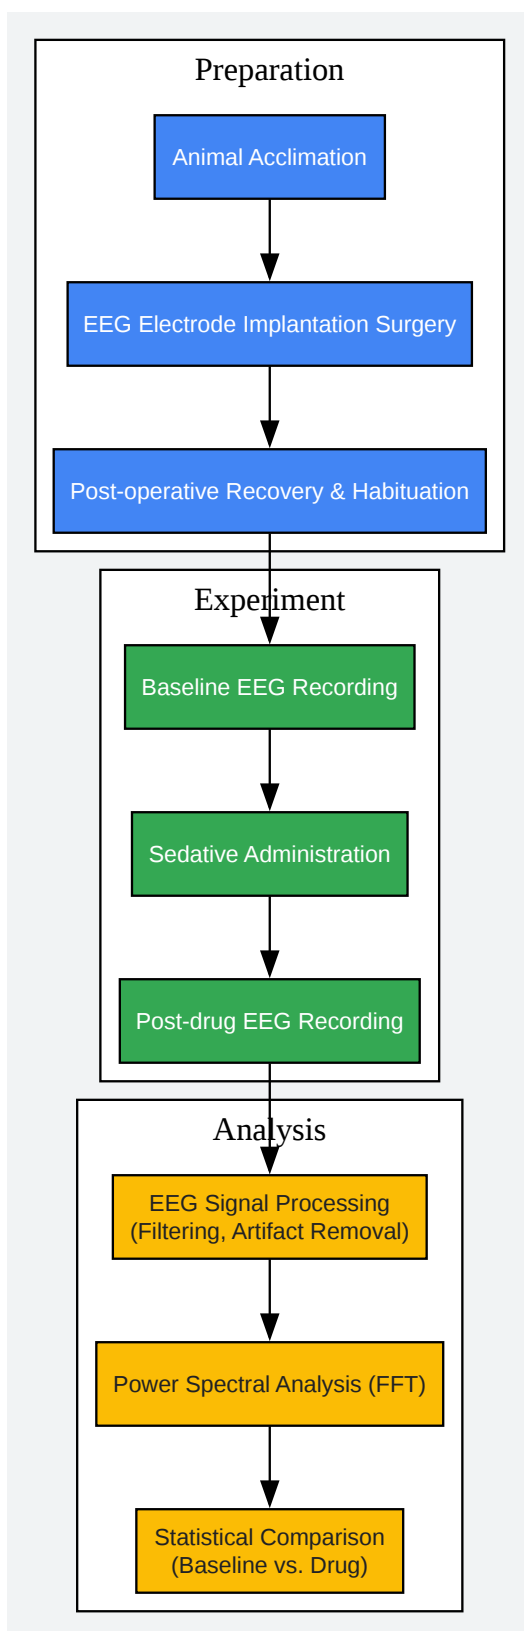 Preparation
Animal Acclimation
EEG Electrode Implantation Surgery
Post-operative Recovery & Habituation
Experiment
Baseline EEG Recording
Sedative Administration
Post-drug EEG Recording
Analysis
EEG Signal Processing
(Filtering, Artifact Removal)
Power Spectral Analysis (FFT)
Statistical Comparison
(Baseline vs. Drug)